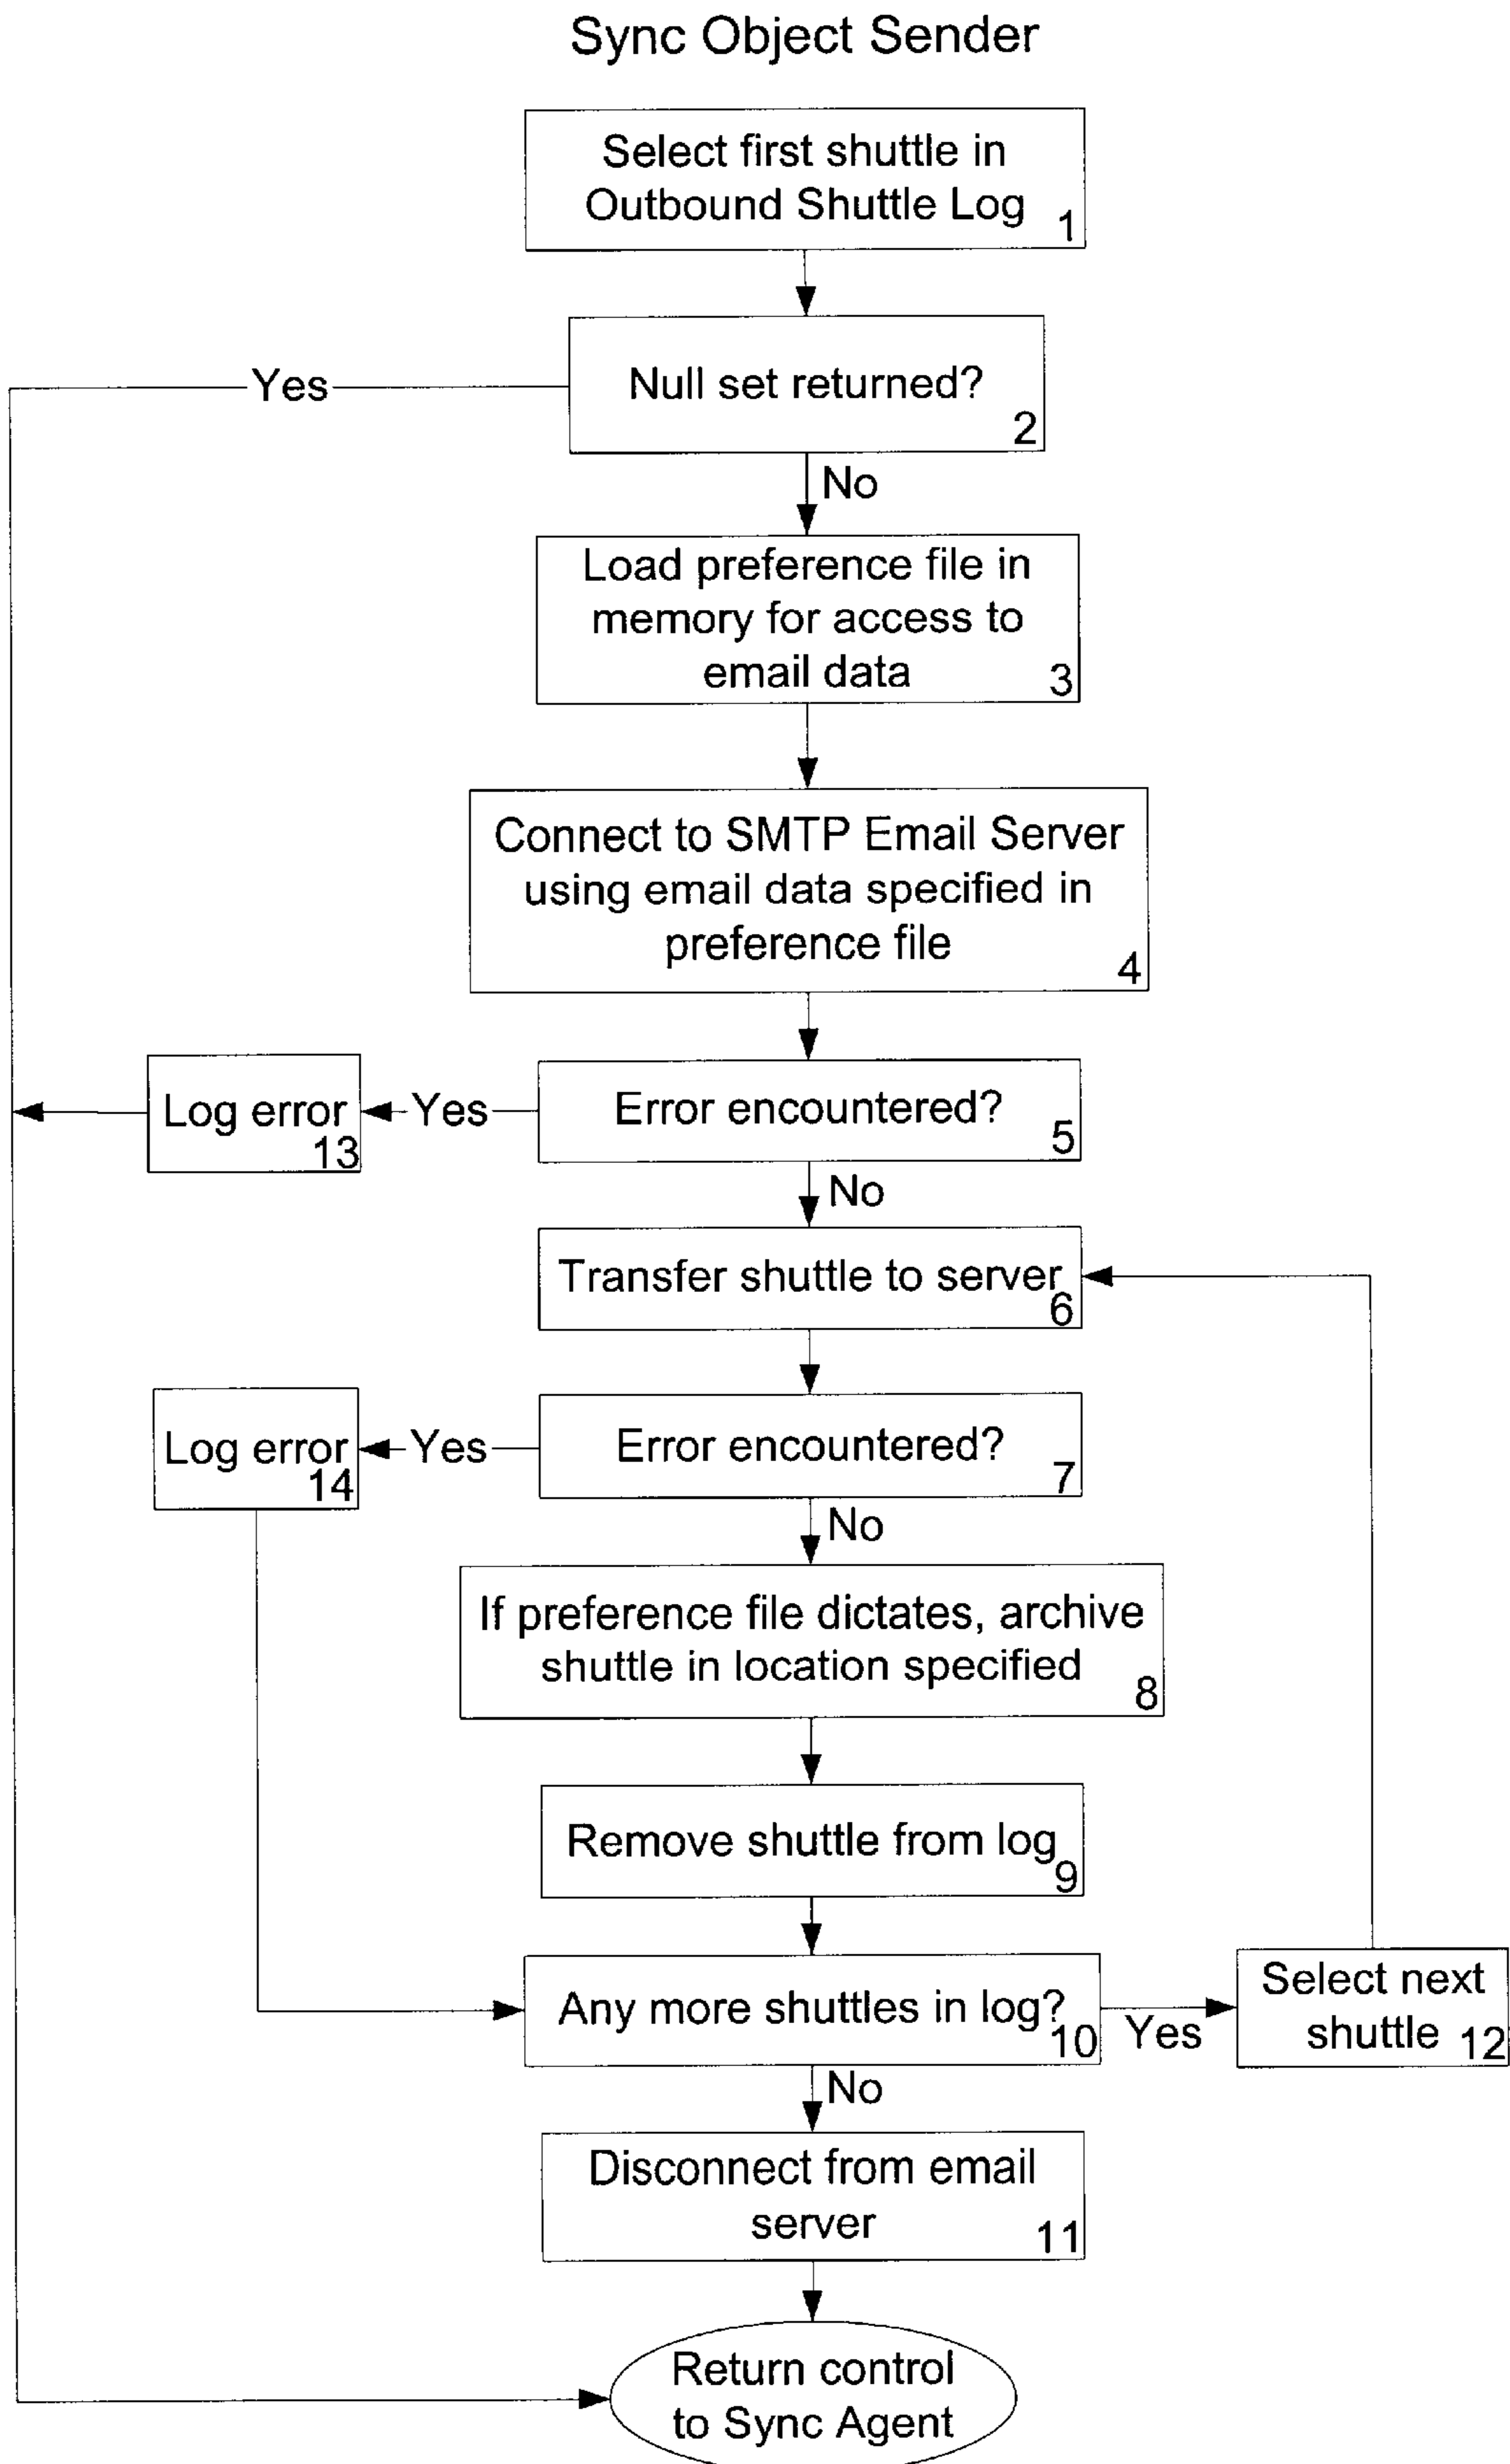 Sync Object Sender
Select first shuttle in
Outbound Shuttle Log
1
Null set returned?
2
Yes
No
Load preference file in
memory for access to
email data
3
Connect to SMTP Email Server
using email data specified in
preference file
4
Error encountered?
5
Yes
Log error
13
No
Transfer shuttle to server
6
Error encountered?
7
Yes
Log error
14
No
If preference file dictates, archive
shuttle in location specified
8
Remove shuttle from log
9
Any more shuttles in log?
10
Yes
Select next
shuttle
12
No
Disconnect from email
server
11
Return control
to Sync Agent